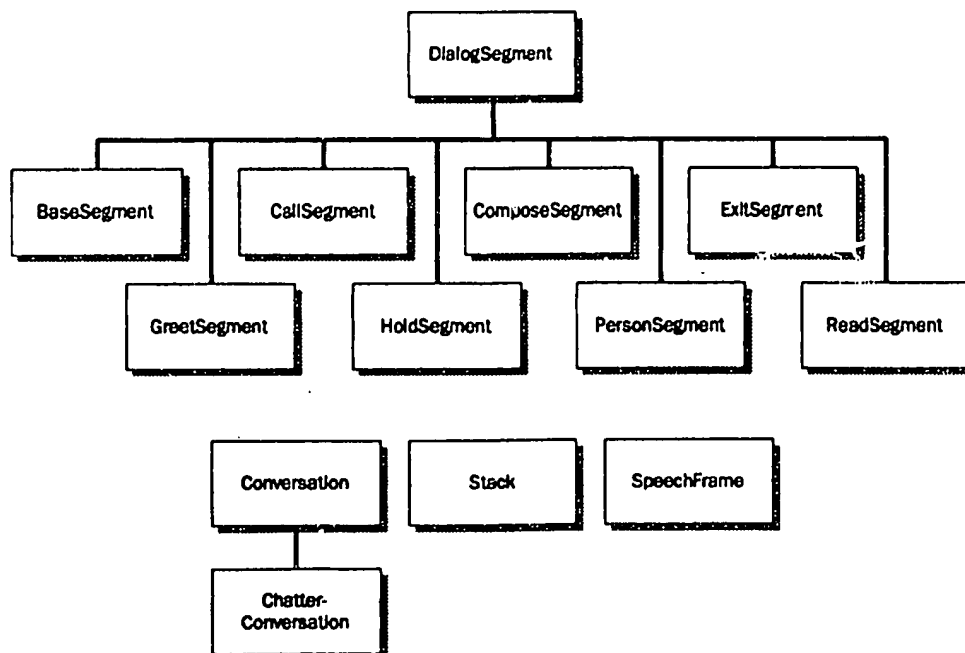 DialogSegment
BaseSegment
CallSegment
ComposeSegment
ExitSegment
GreetSegment
HoldSegment
PersonSegment
ReadSegment
Conversation
Stack
SpeechFrame
Chatter-
Conversation